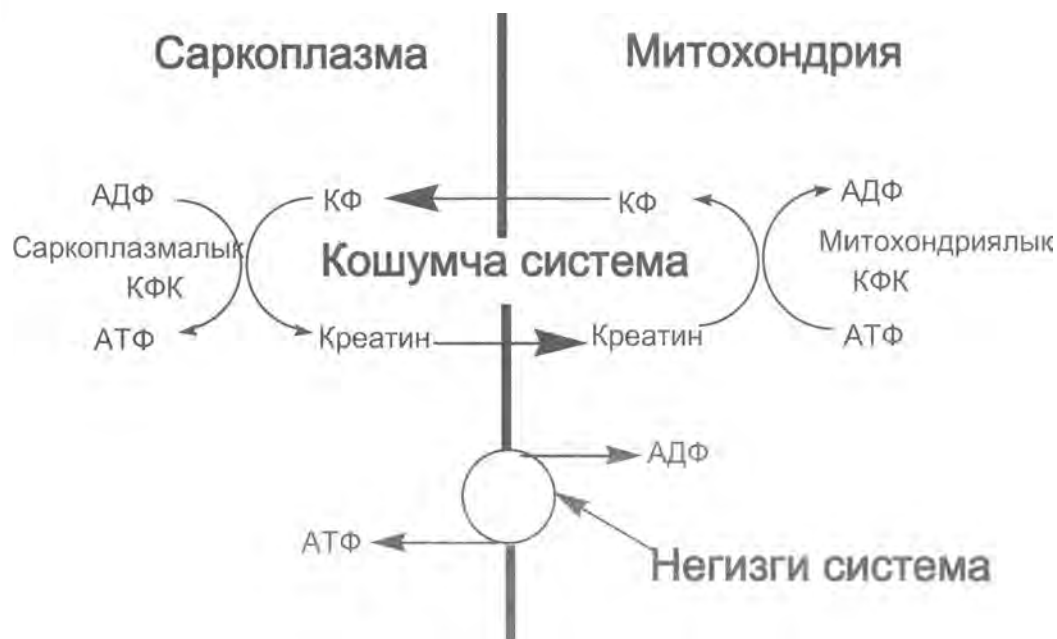 Саркоплазма
Митохондрия
АДФ
КФ
КФ
АДФ
Саркоплазмалык
КФК
Кошумча система
Митохондриялык
КФК
АТФ
Креатин
Креатин
АТФ
АДФ
АТФ
Негизги система